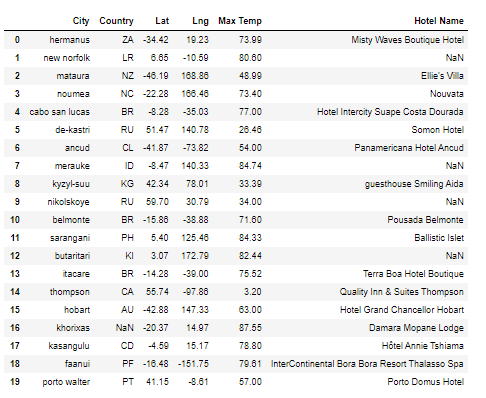 City Country Lat Lng Max Temp Hotel Name
0 hermanus ZA -34.42 19.23 73.99 Misty Waves Boutique Hotel
1 new norfolk LR 6.65 -10.59 80.60 NaN
2 mataura NZ -46.19 168.86 48.99 Ellie's Villa
3 noumea NC -22.28 166.46 73.40 Nouvata
4 cabo san lucas BR -8.28 -35.03 77.00 Hotel Intercity Suape Costa Dourada
5 de-kastri RU 51.47 140.78 26.46 Somon Hotel
6 ancud CL -41.87 -73.82 54.00 Panamericana Hotel Ancud
7 merauke ID -8.47 140.33 84.74 NaN
8 kyzyl-suu KG 42.34 78.01 33.39 guesthouse Smiling Aida
9 nikolskoye RU 59.70 30.79 34.00 NaN
10 belmonte BR -15.86 -38.88 71.60 Pousada Belmonte
11 sarangani PH 5.40 125.46 84.33 Ballistic Islet
12 butaritari KI 3.07 172.79 82.44 NaN
13 itacare BR -14.28 -39.00 75.52 Terra Boa Hotel Boutique
14 thompson CA 55.74 -97.86 3.20 Quality Inn & Suites Thompson
15 hobart AU -42.88 147.33 63.00 Hotel Grand Chancellor Hobart
16 khorixas NaN -20.37 14.97 87.55 Damara Mopane Lodge
17 kasangulu CD -4.59 15.17 78.80 Hôtel Annie Tshiama
18 faanui PF -16.48 -151.75 79.61 InterContinental Bora Bora Resort Thalasso Spa
19 porto walter PT 41.15 -8.61 57.00 Porto Domus Hotel